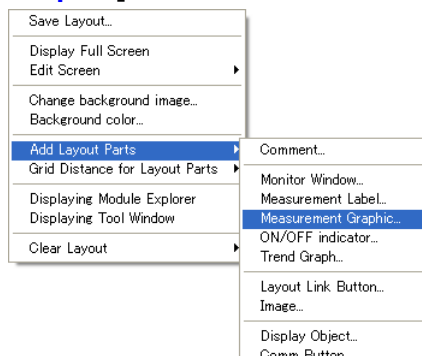 Save Layout...
Display Full Screen
Edit Screen
Change background image...
Background color...
Add Layout Parts
Grid Distance for Layout Parts
Displaying Module Explorer
Displaying Tool Window
Clear Layout
Comment...
Monitor Window...
Measurement Label...
Measurement Graphic...
ON/OFF indicator...
Trend Graph...
Layout Link Button...
Image...
Display Object...
Comm Button